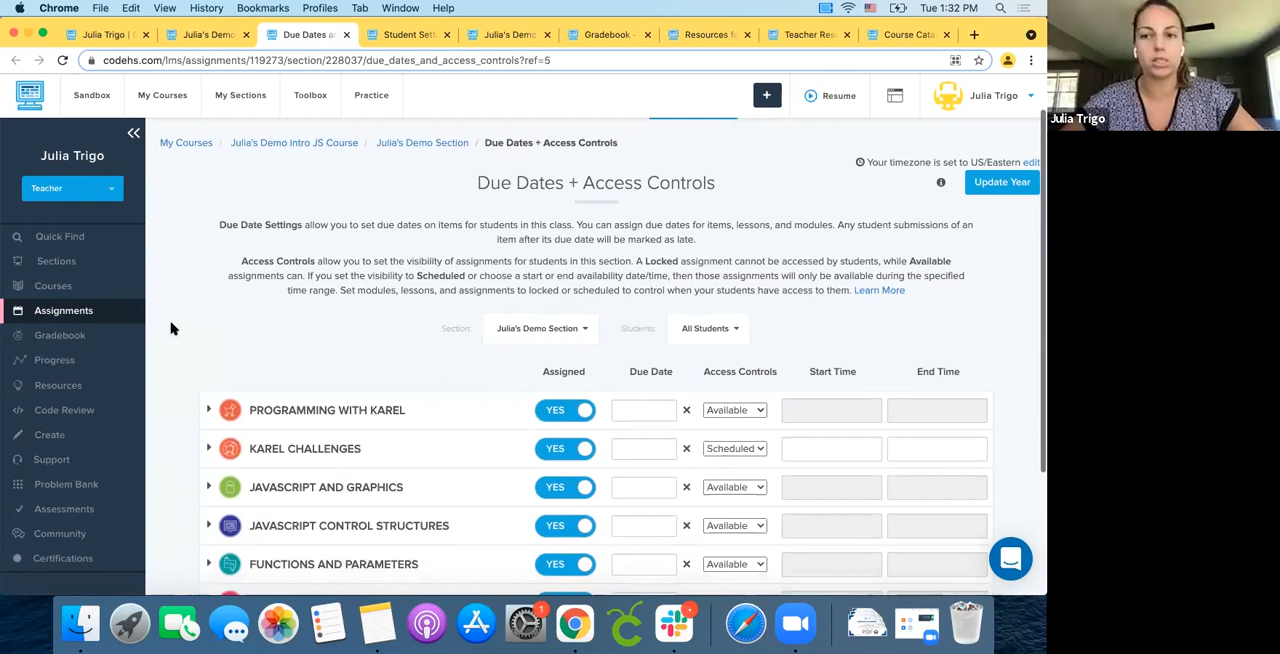 Chrome File Edit View History Bookmarks Profiles Tab Window Help Tue 1:32 PM
Julia Trigo | Julia's Demo Due Dates a Student Set Julia's Demo Gradebook - Resources fo Teacher Res Course Cata
codehs.com/lms/assignments/119273/section/228037/due_dates_and_access_controls?ref=5
Sandbox My Courses My Sections Toolbox Practice + Resume Julia Trigo
Julia Trigo
Julia Trigo
Teacher
Quick Find
Sections
Courses
Assignments
Gradebook
Progress
Resources
Code Review
Create
Support
Problem Bank
Assessments
Community
Certifications
My Courses / Julia's Demo Intro JS Course / Julia's Demo Section / Due Dates + Access Controls
Your timezone is set to US/Eastern edit
Due Dates + Access Controls
Update Year
Due Date Settings allow you to set due dates on items for students in this class. You can assign due dates for items, lessons, and modules. Any student submissions of an
item after its due date will be marked as late.
Access Controls allow you to set the visibility of assignments for students in this section. A Locked assignment cannot be accessed by students, while Available
assignments can. If you set the visibility to Scheduled or choose a start or end availability date/time, then those assignments will only be available during the specified
time range. Set modules, lessons, and assignments to locked or scheduled to control when your students have access to them. Learn More
Section: Julia's Demo Section Students: All Students
Assigned Due Date Access Controls Start Time End Time
PROGRAMMING WITH KAREL YES Available
KAREL CHALLENGES YES Scheduled
JAVASCRIPT AND GRAPHICS YES Available
JAVASCRIPT CONTROL STRUCTURES YES Available
FUNCTIONS AND PARAMETERS YES Available
1
PDF